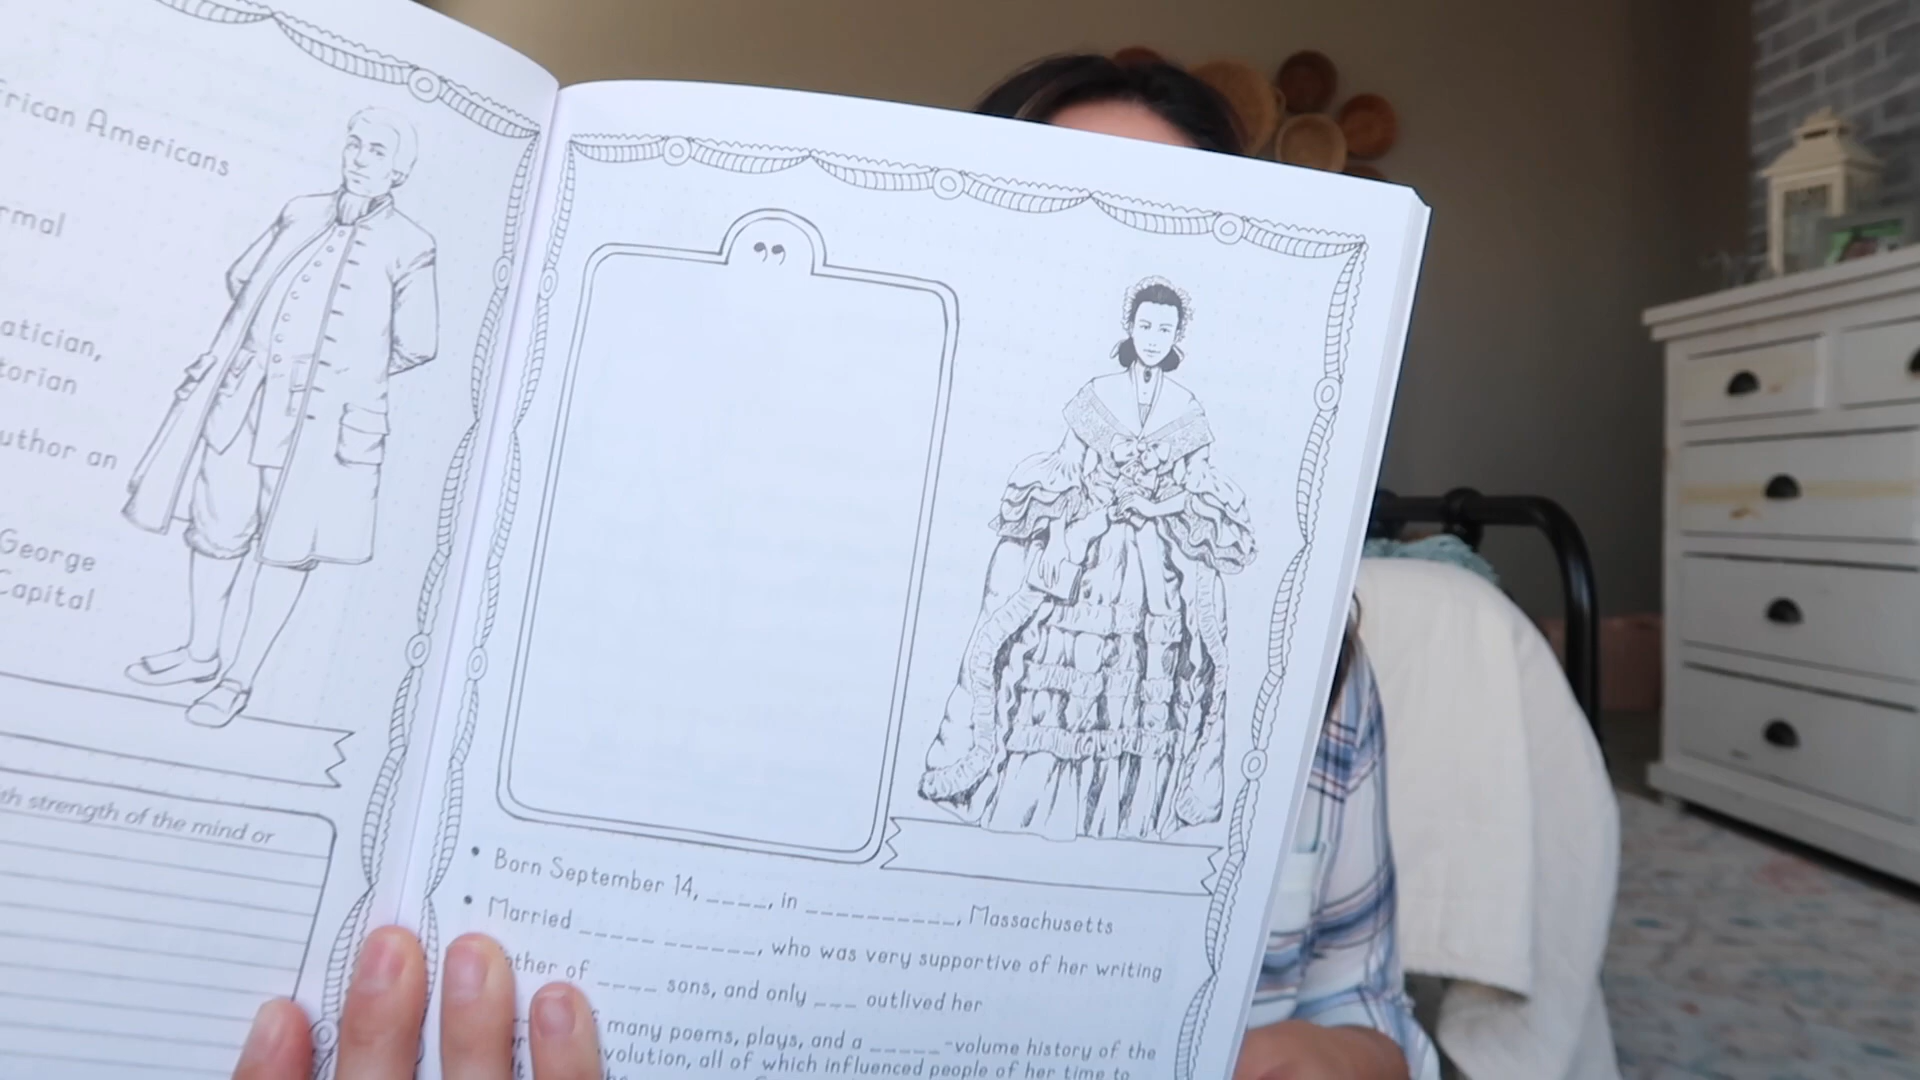 African Americans
rmal
atician,
torian
uthor an
George
Capital
th strength of the mind or
❟❟
• Born September 14, ____, in __________, Massachusetts
• Married _____ ______, who was very supportive of her writing
other of ____ sons, and only ___ outlived her
many poems, plays, and a _____-volume history of the
volution, all of which influenced people of her time to